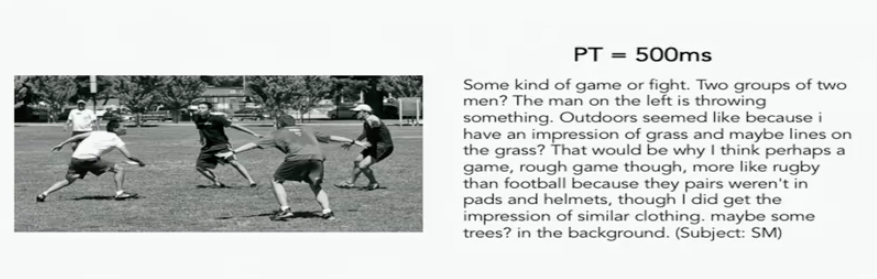 PT = 500ms
Some kind of game or fight. Two groups of two
men? The man on the left is throwing
something. Outdoors seemed like because i
have an impression of grass and maybe lines on
the grass? That would be why I think perhaps a
game, rough game though, more like rugby
than football because they pairs weren't in
pads and helmets, though I did get the
impression of similar clothing. maybe some
trees? in the background. (Subject: SM)